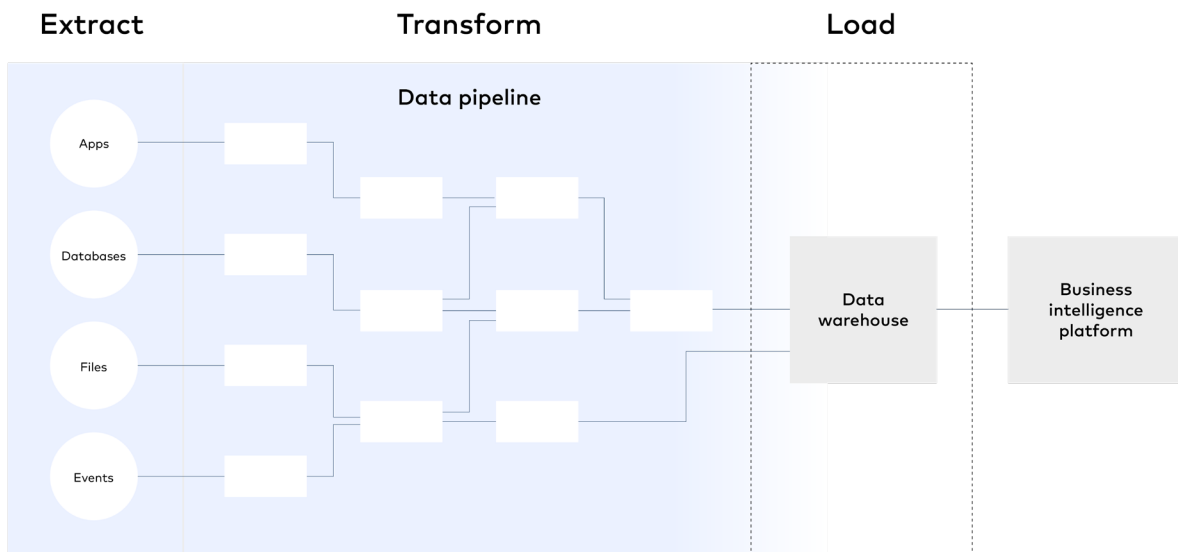 Extract
Transform
Load
Data pipeline
Apps
Databases
Files
Events
Data
warehouse
Business
intelligence
platform